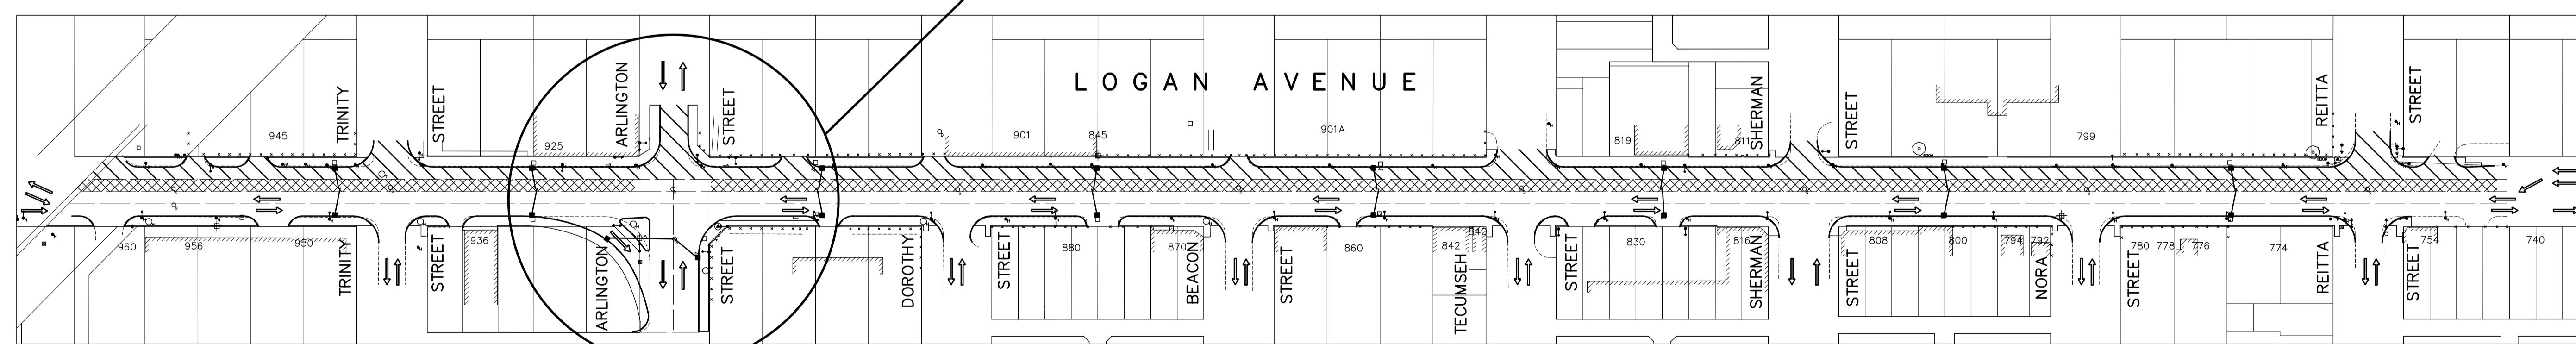 LOGAN AVENUE
TRINITY
STREET
ARLINGTON
STREET
SHERMAN
STREET
REITTA
STREET
945
925
901
845
901A
819
811
799
960
956
950
936
880
870
860
842
840
830
816
808
800
794
792
780
778
776
774
754
740
TRINITY
STREET
ARLINGTON
STREET
DOROTHY
STREET
BEACON
STREET
TECUMSEH
STREET
SHERMAN
STREET
NORA
STREET
REITTA
STREET